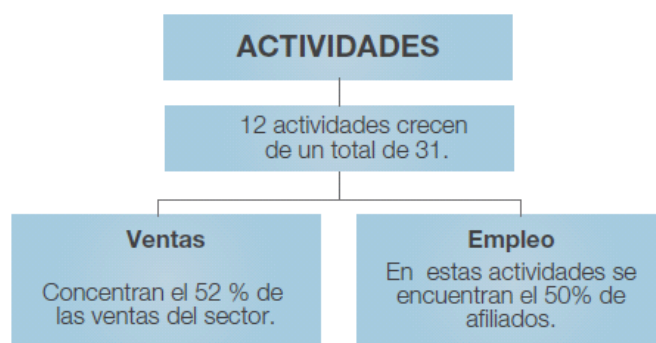 ACTIVIDADES
12 actividades crecen
de un total de 31.
Ventas
Concentran el 52 % de
las ventas del sector.
Empleo
En estas actividades se
encuentran el 50% de
afiliados.